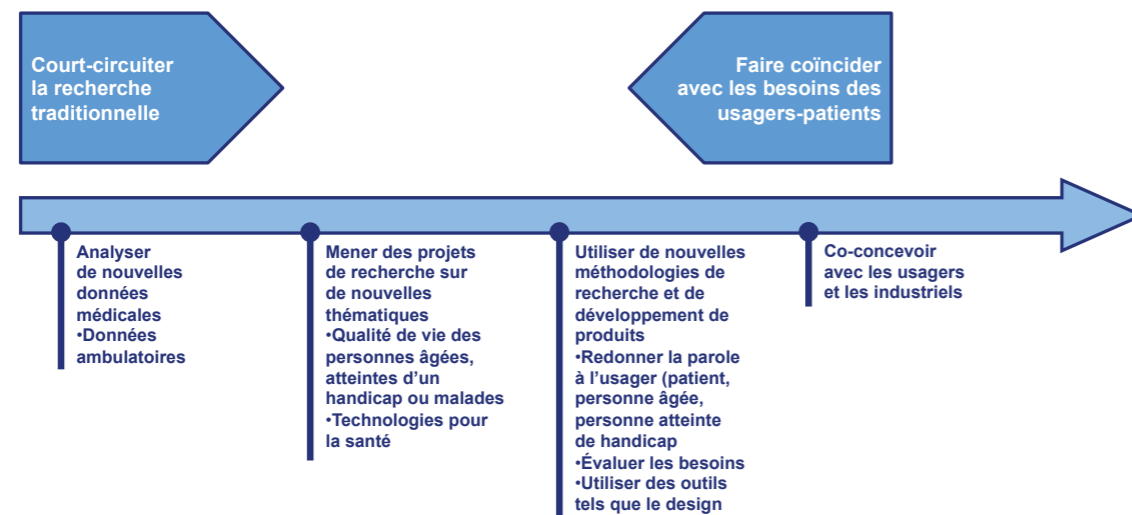 Court-circuiter
la recherche
traditionnelle
Faire coïncider
avec les besoins des
usagers-patients
Analyser
de nouvelles
données
médicales
•Données
ambulatoires
Mener des projets
de recherche sur
de nouvelles
thématiques
•Qualité de vie des
personnes âgées,
atteintes d’un
handicap ou malades
•Technologies pour
la santé
Utiliser de nouvelles
méthodologies de
recherche et de
développement de
produits
•Redonner la parole
à l’usager (patient,
personne âgée,
personne atteinte
de handicap
•Évaluer les besoins
•Utiliser des outils
tels que le design
Co-concevoir
avec les usagers
et les industriels